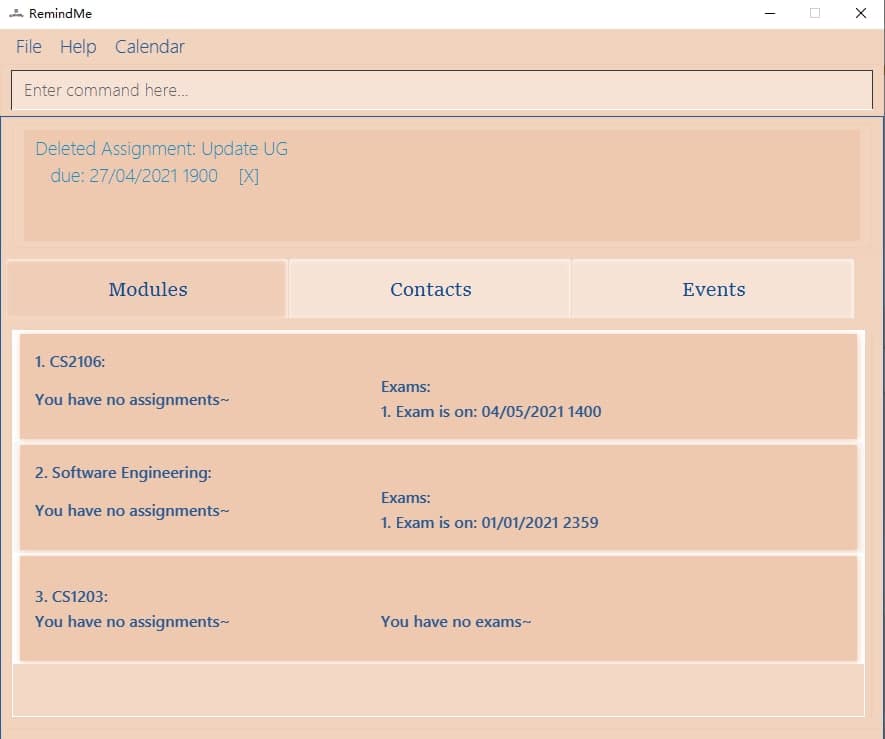 RemindMe
File Help Calendar
Enter command here...
Deleted Assignment: Update UG
due: 27/04/2021 1900 [X]
Modules Contacts Events
1. CS2106:
You have no assignments~
Exams:
1. Exam is on: 04/05/2021 1400
2. Software Engineering:
You have no assignments~
Exams:
1. Exam is on: 01/01/2021 2359
3. CS1203:
You have no assignments~
You have no exams~